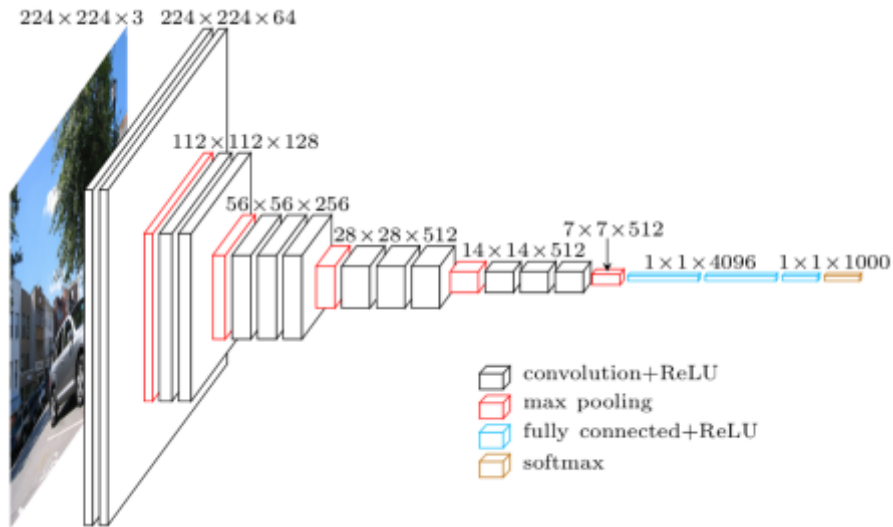 224×224×3
224×224×64
112×112×128
56×56×256
28×28×512
14×14×512
7×7×512
1×1×4096
1×1×1000
convolution+ReLU
max pooling
fully connected+ReLU
softmax